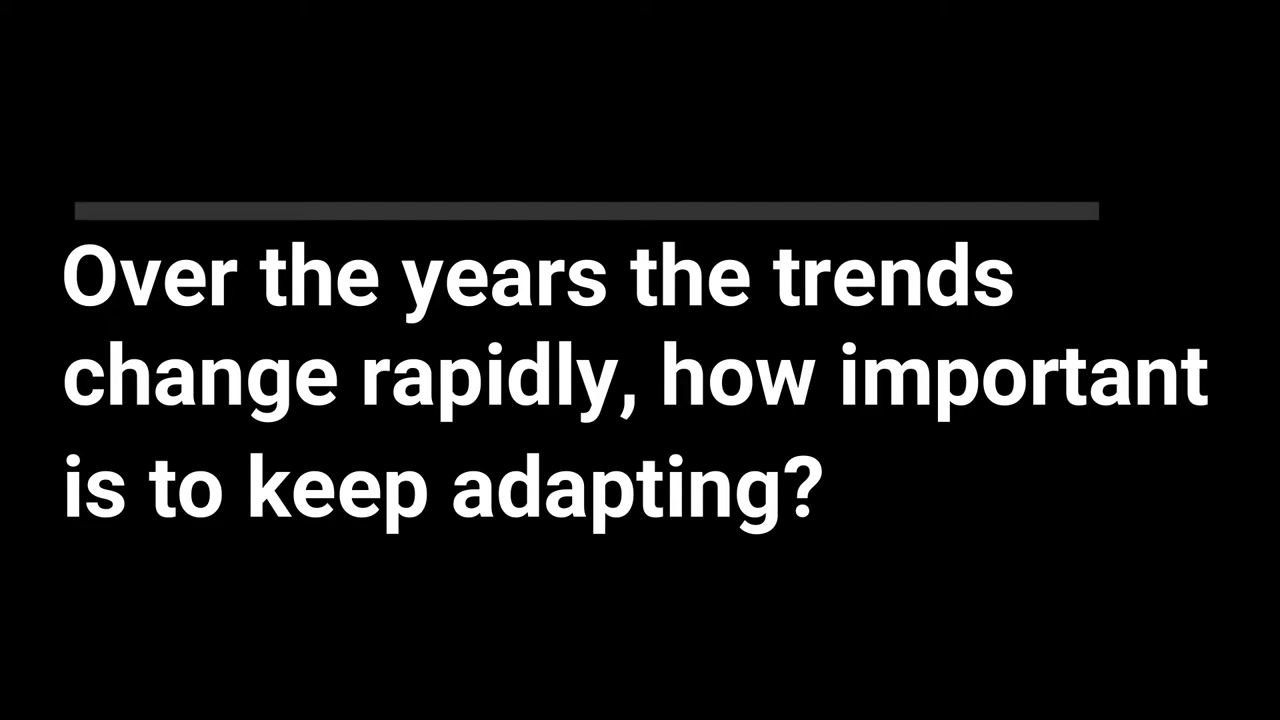 Over the years the trends
change rapidly, how important
is to keep adapting?